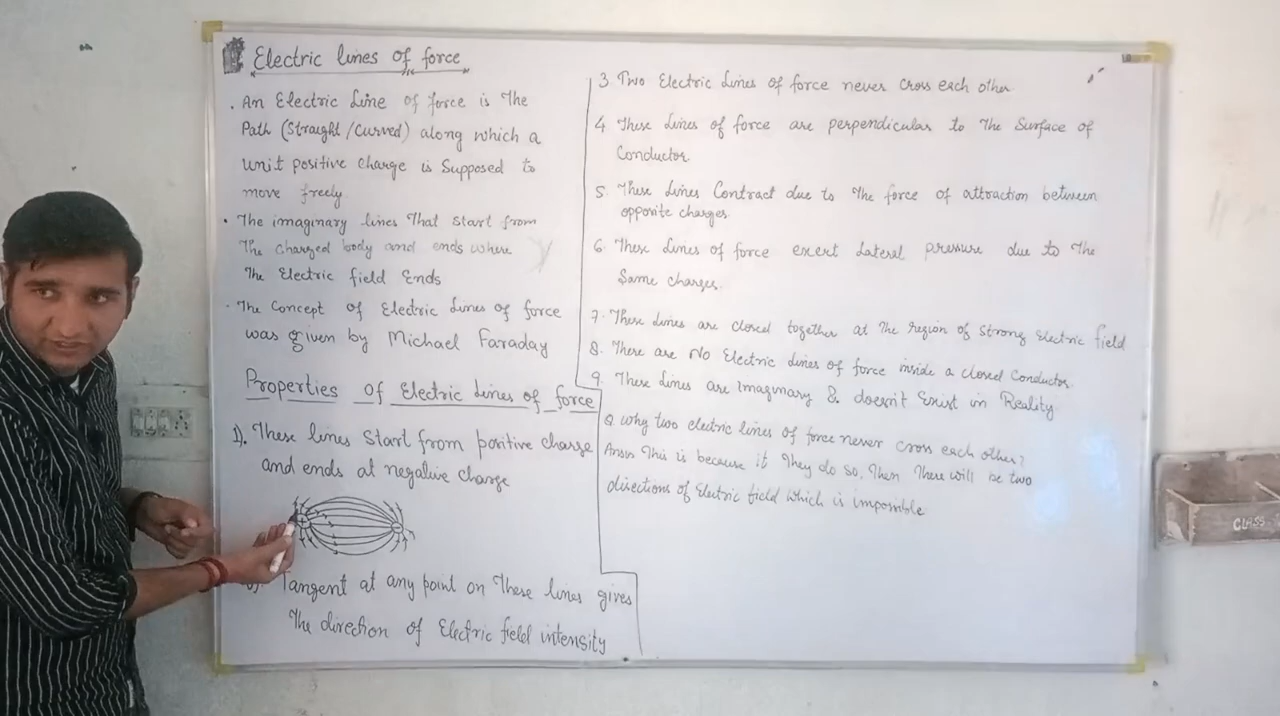 Electric lines of force
. An Electric Line of force is The
Path (Straight/Curved) along which a
unit positive charge is Supposed to
move freely
. The imaginary lines That start from
The charged body and ends where
The Electric field Ends
. The Concept of Electric Lines of force
was given by Michael Faraday
Properties of Electric Lines of force
1). These lines Start from positive charge
and ends at negative charge
Tangent at any point on These lines gives
The direction of Electric field intensity
3. Two Electric Lines of force never Cross each other
4 These Lines of force are perpendicular to The Surface of
Conductor.
5. These Lines Contract due to The force of attraction between
opposite charges.
6. These Lines of force exert Lateral pressure due to The
Same charges.
7. These Lines are closed together at The region of Strong Electric field
8. There are No Electric Lines of force inside a closed Conductor.
9. These Lines are Imaginary & doesn't Exist in Reality
Q. Why two electric lines of force never cross each other?
Answ This is because if They do so, Then There will be two
directions of Electric field which is impossible
CLASS